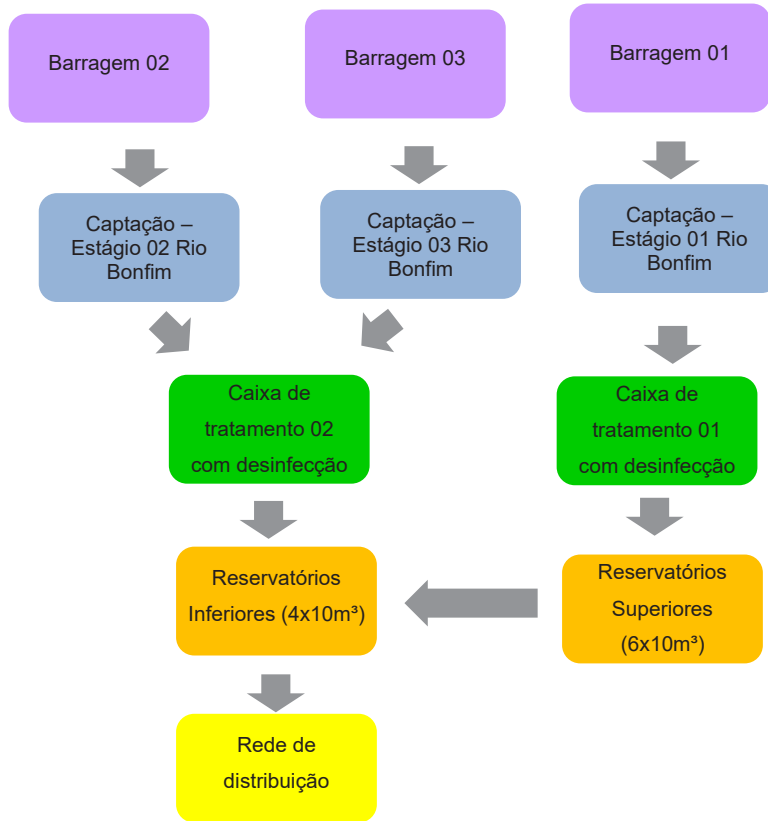 Barragem 02
Barragem 03
Barragem 01
Captação –
Estágio 02 Rio
Bonfim
Captação –
Estágio 03 Rio
Bonfim
Captação –
Estágio 01 Rio
Bonfim
Caixa de
tratamento 02
com desinfecção
Caixa de
tratamento 01
com desinfecção
Reservatórios
Inferiores (4x10m³)
Reservatórios
Superiores
(6x10m³)
Rede de
distribuição